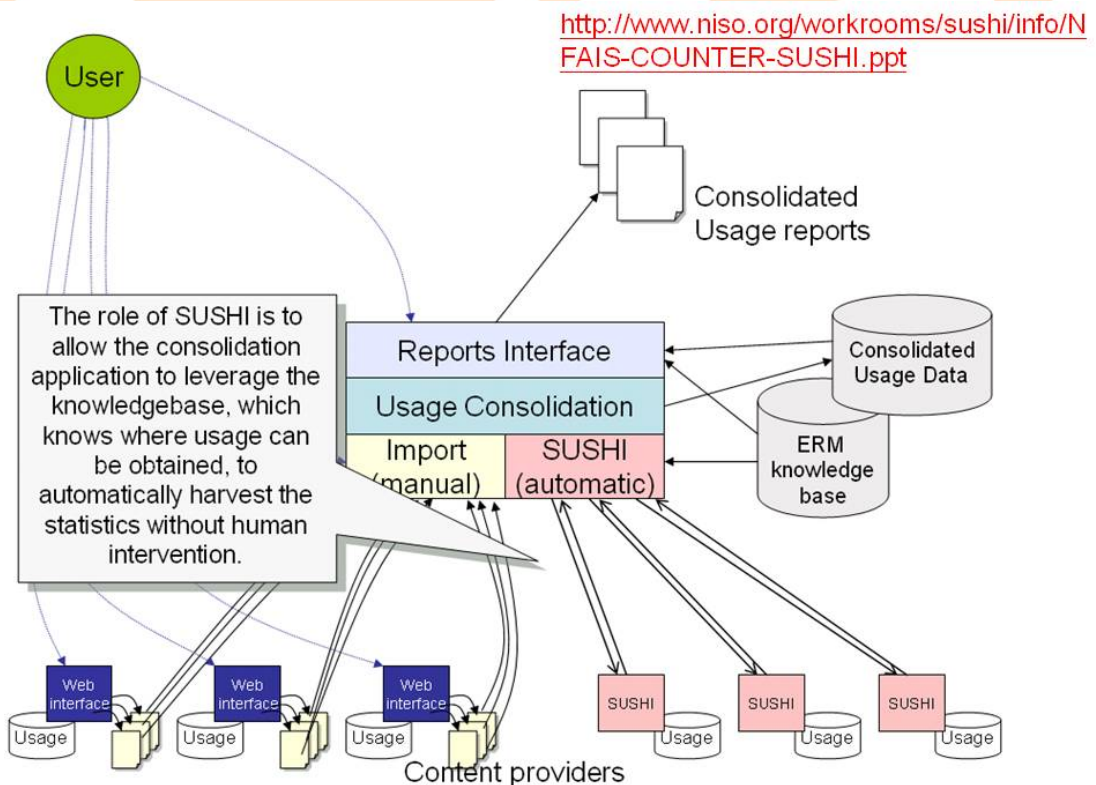 http://www.niso.org/workrooms/sushi/info/N
FAIS-COUNTER-SUSHI.ppt
User
Consolidated
Usage reports
The role of SUSHI is to
allow the consolidation
application to leverage the
knowledgebase, which
knows where usage can
be obtained, to
automatically harvest the
statistics without human
intervention.
Reports Interface
Usage Consolidation
Import
(manual)
SUSHI
(automatic)
Consolidated
Usage Data
ERM
knowledge
base
Web
interface
Usage
Web
interface
Usage
Web
interface
Usage
SUSHI
Usage
SUSHI
Usage
SUSHI
Usage
Content providers